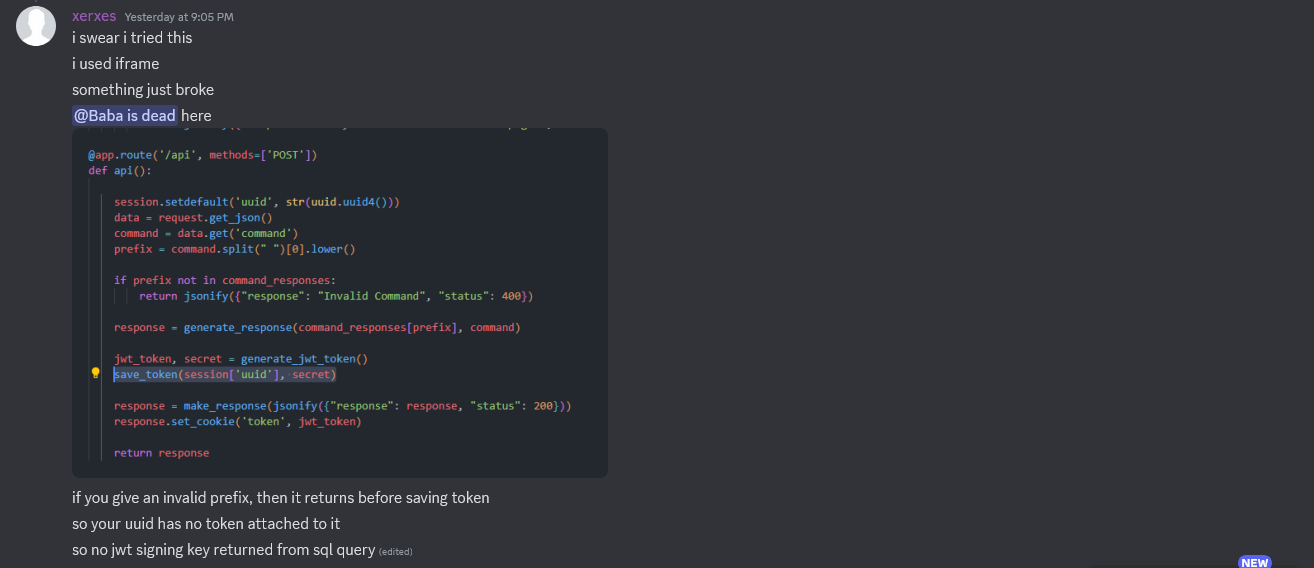 xerxes Yesterday at 9:05 PM
i swear i tried this
i used iframe
something just broke
@Baba is dead here
@app.route('/api', methods=['POST'])
def api():
session.setdefault('uuid', str(uuid.uuid4()))
data = request.get_json()
command = data.get('command')
prefix = command.split(" ")[0].lower()
if prefix not in command_responses:
return jsonify({"response": "Invalid Command", "status": 400})
response = generate_response(command_responses[prefix], command)
jwt_token, secret = generate_jwt_token()
save_token(session['uuid'], secret)
response = make_response(jsonify({"response": response, "status": 200}))
response.set_cookie('token', jwt_token)
return response
if you give an invalid prefix, then it returns before saving token
so your uuid has no token attached to it
so no jwt signing key returned from sql query (edited)
NEW